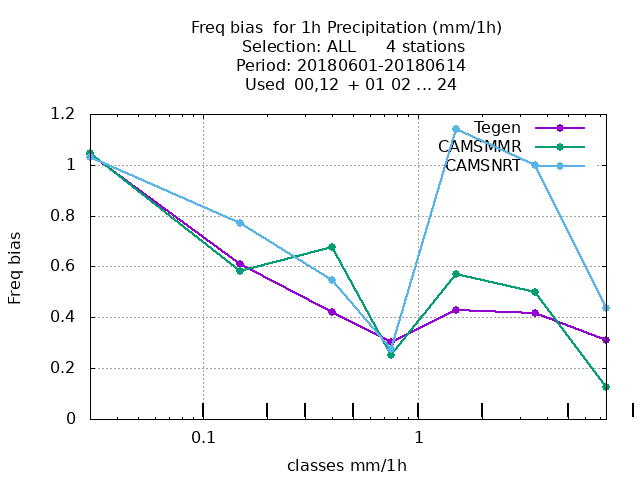 Freq bias  for 1h Precipitation (mm/1h)
Selection: ALL      4 stations
Period: 20180601-20180614
Used  00,12  + 01 02 ... 24
1.2
1
0.8
0.6
0.4
0.2
0
Freq bias
Tegen
CAMSMMR
CAMSNRT
0.1
1
classes mm/1h